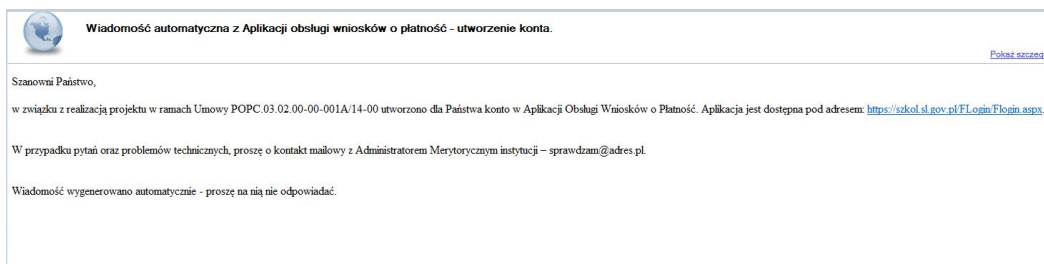 Wiadomość automatyczna z Aplikacji obsługi wniosków o płatność - utworzenie konta.
Pokaż szczeg
Szanowni Państwo,
w związku z realizacją projektu w ramach Umowy POPC.03.02.00-00-001A/14-00 utworzono dla Państwa konto w Aplikacji Obsługi Wniosków o Płatność. Aplikacja jest dostępna pod adresem: https://szkol.sl.gov.pl/FLogin/Flogin.aspx.
W przypadku pytań oraz problemów technicznych, proszę o kontakt mailowy z Administratorem Merytorycznym instytucji – sprawdzam@adres.pl.
Wiadomość wygenerowano automatycznie - proszę na nią nie odpowiadać.